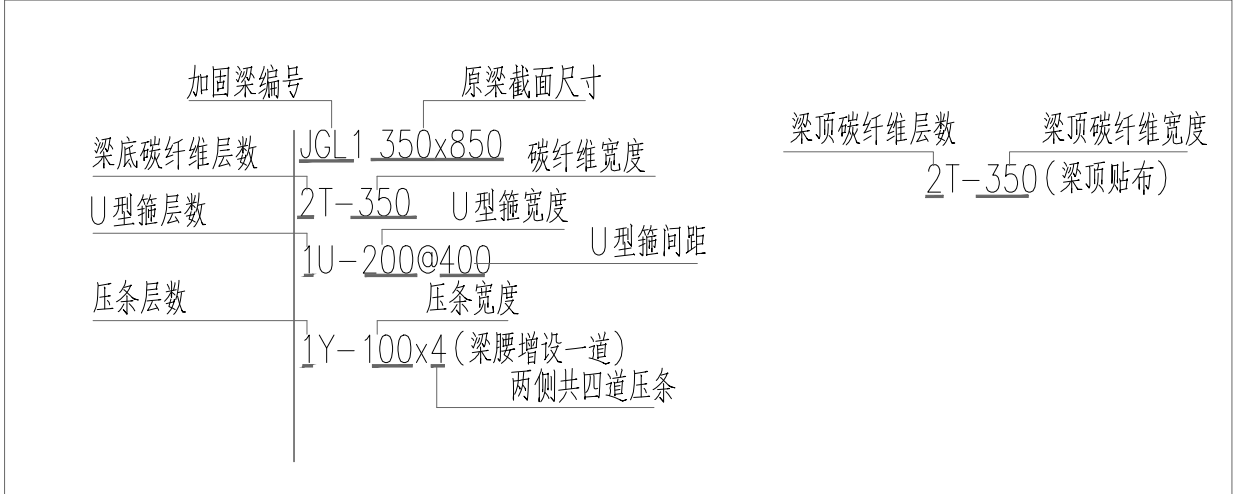 加固梁编号
原梁截面尺寸
JGL1 350x850
梁底碳纤维层数
碳纤维宽度
2T-350
U型箍层数
U型箍宽度
1U-200@400
U型箍间距
压条层数
压条宽度
1Y-100x4(梁腰增设一道)
两侧共四道压条
梁顶碳纤维层数
梁顶碳纤维宽度
2T-350(梁顶贴布)